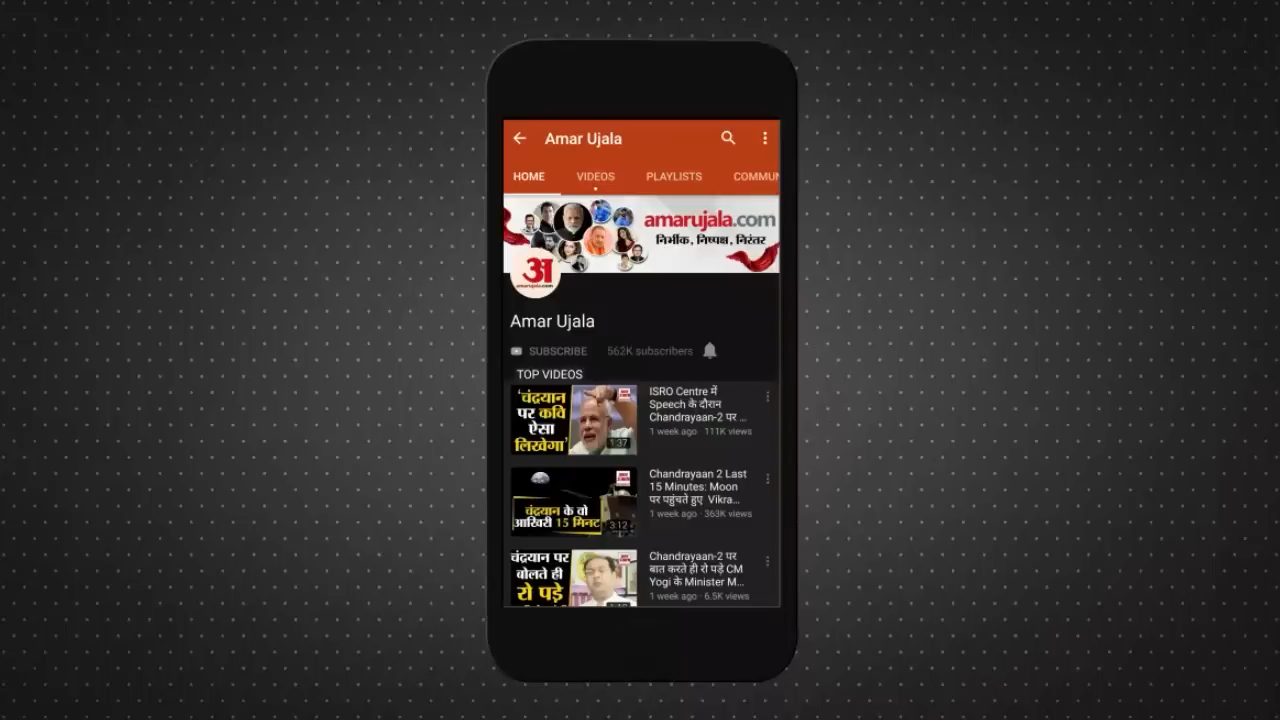 Amar Ujala
HOME VIDEOS PLAYLISTS COMMUN
amarujala.com
निर्भीक, निष्पक्ष, निरंतर
अ
amarujala.com
Amar Ujala
SUBSCRIBE 562K subscribers
TOP VIDEOS
'चंद्रयान
पर कवि
ऐसा
लिखेगा'
1:37
ISRO Centre में
Speech के दौरान
Chandrayaan-2 पर ...
1 week ago · 111K views
चंद्रयान के वो
आखिरी 15 मिनट
3:12
Chandrayaan 2 Last
15 Minutes: Moon
पर पहुंचते हुए Vikra...
1 week ago · 363K views
चंद्रयान पर
बोलते ही
रो पड़े
Chandrayaan-2 पर
बात करते ही रो पड़े CM
Yogi के Minister M...
1 week ago · 6.5K views